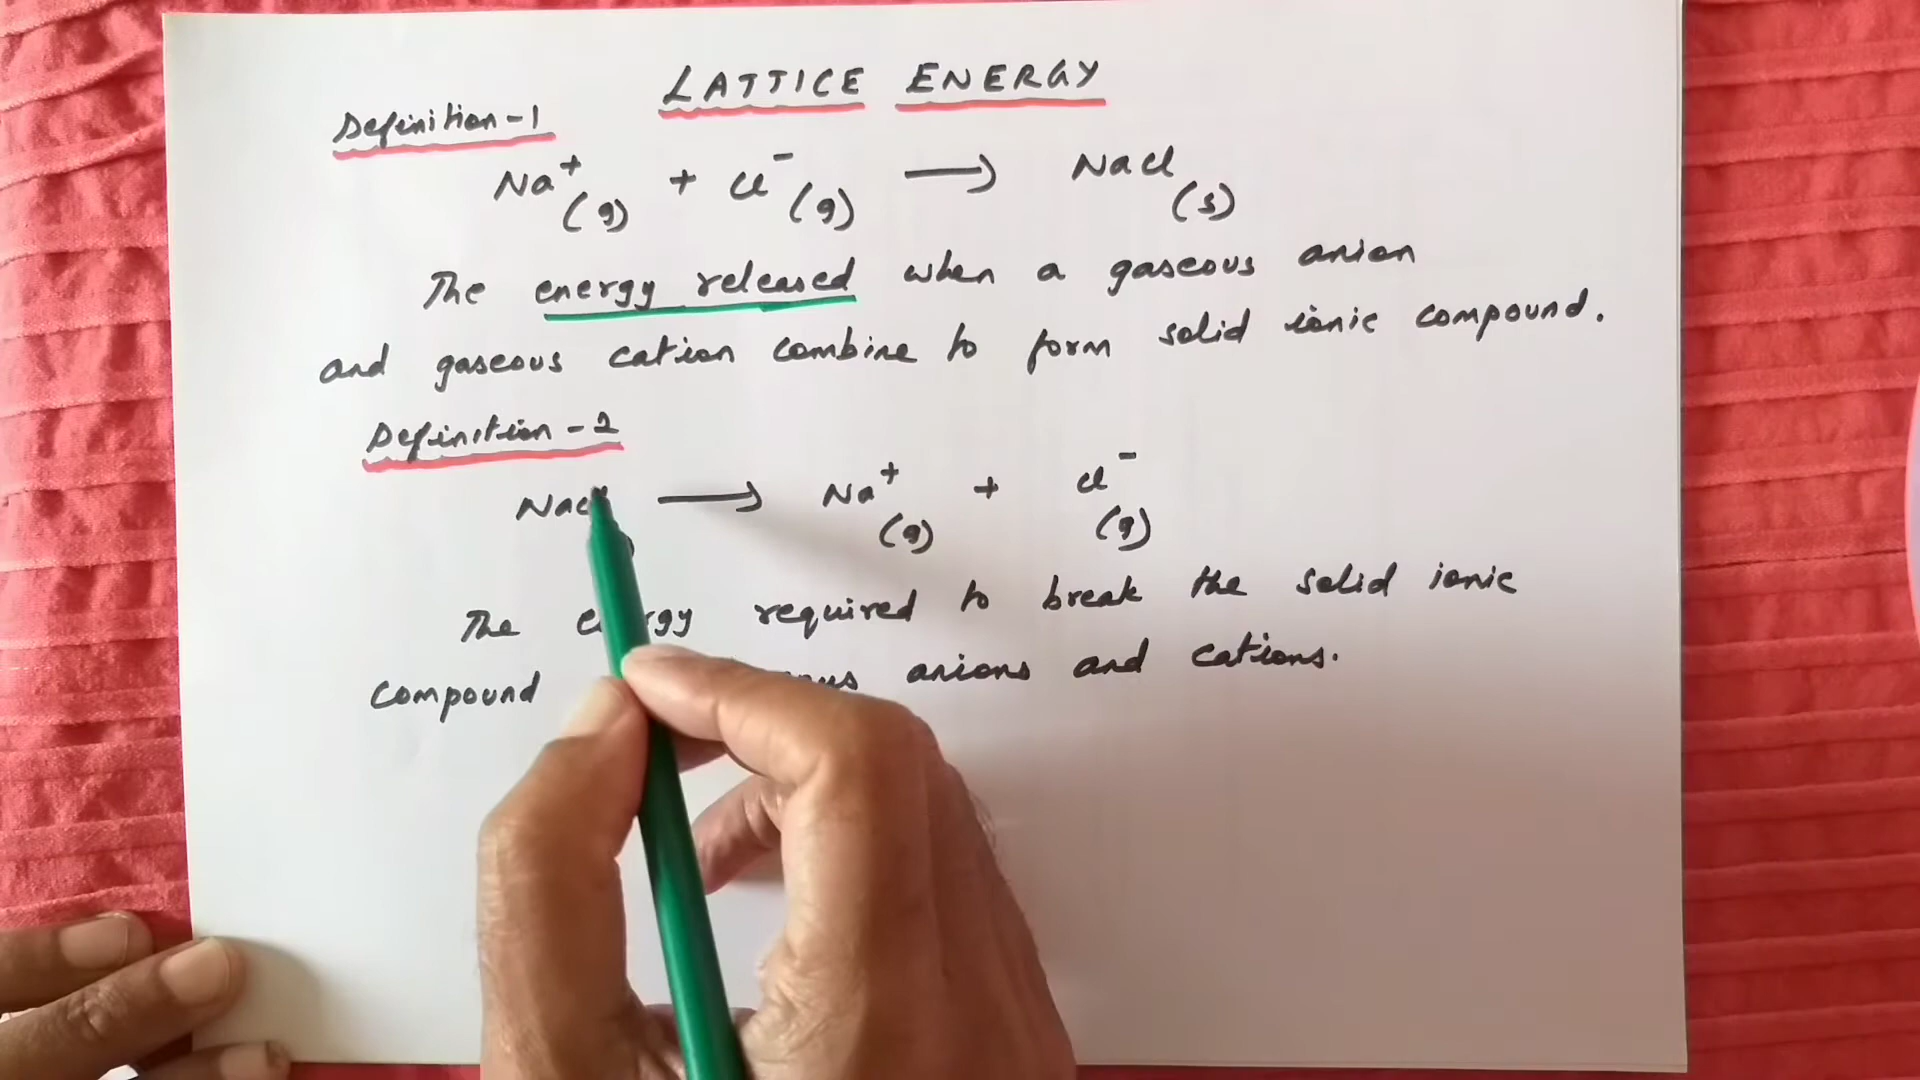 LATTICE ENERGY
Definition-1
Na⁺(g) + Cl⁻(g) ⟶ NaCl(s)
The energy released when a gaseous anion
and gaseous cation combine to form solid ionic compound.
Definition-2
⟶ Na⁺(g) + Cl⁻(g)
The required to break the solid ionic
compound anions and cations.